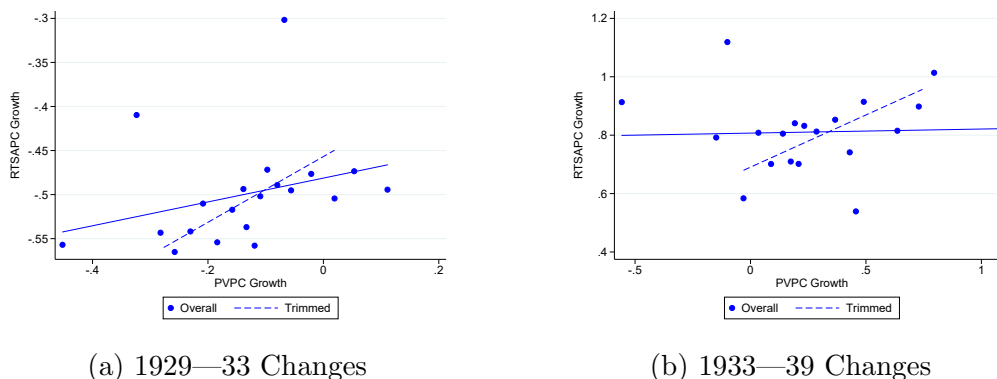 -.3
-.35
-.4
-.45
-.5
-.55
RTSAPC Growth
-.4
-.2
0
.2
PVPC Growth
Overall
Trimmed
(a) 1929—33 Changes
1.2
1
.8
.6
.4
RTSAPC Growth
-.5
0
.5
1
PVPC Growth
Overall
Trimmed
(b) 1933—39 Changes